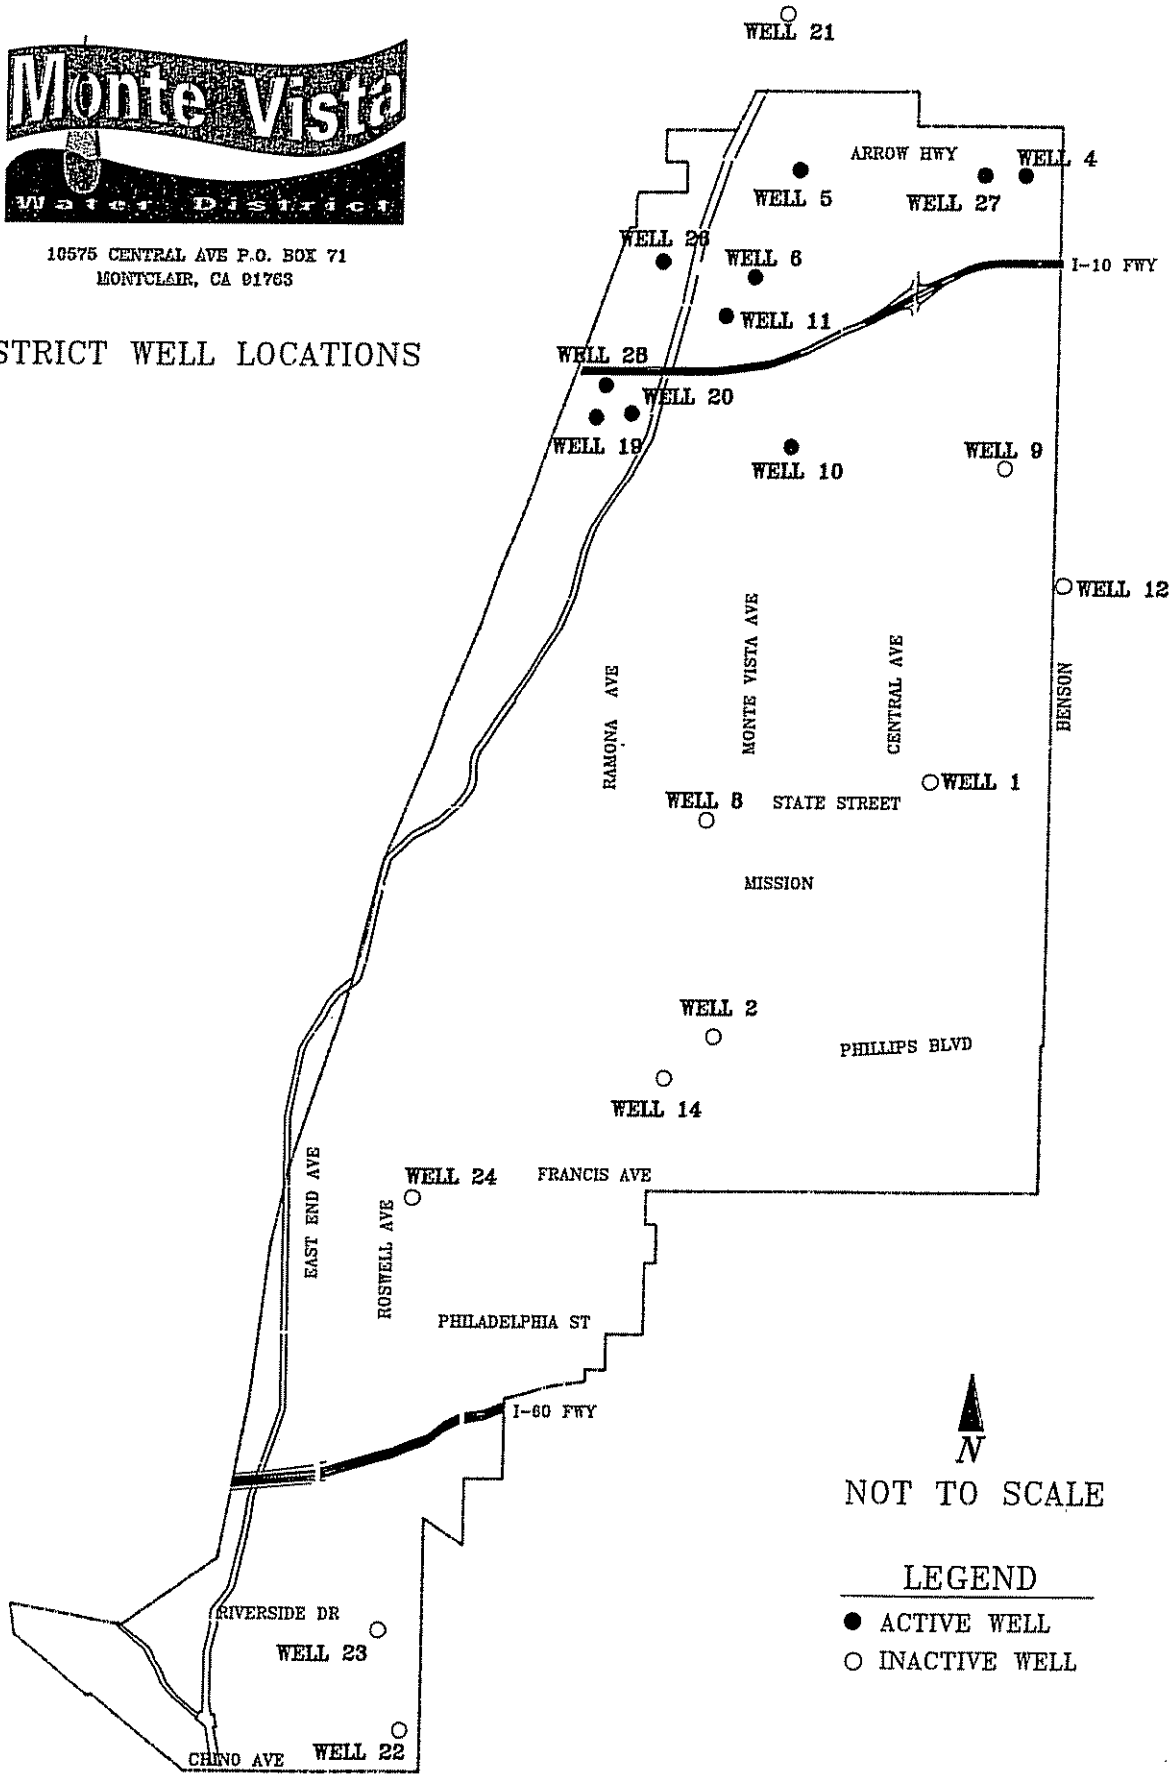 WELL 21
Monte Vista
Water District
10575 CENTRAL AVE P.O. BOX 71
MONTCLAIR, CA 91763
STRICT WELL LOCATIONS
ARROW HWY
WELL 4
WELL 5
WELL 27
WELL 26
WELL 6
I-10 FWY
WELL 11
WELL 28
WELL 20
WELL 19
WELL 10
WELL 9
WELL 12
RAMONA AVE
MONTE VISTA AVE
CENTRAL AVE
BENSON
WELL 1
WELL 8
STATE STREET
MISSION
WELL 2
PHILLIPS BLVD
WELL 14
WELL 24
FRANCIS AVE
EAST END AVE
ROSWELL AVE
PHILADELPHIA ST
I-60 FWY
N
NOT TO SCALE
LEGEND
ACTIVE WELL
INACTIVE WELL
RIVERSIDE DR
WELL 23
CHINO AVE
WELL 22